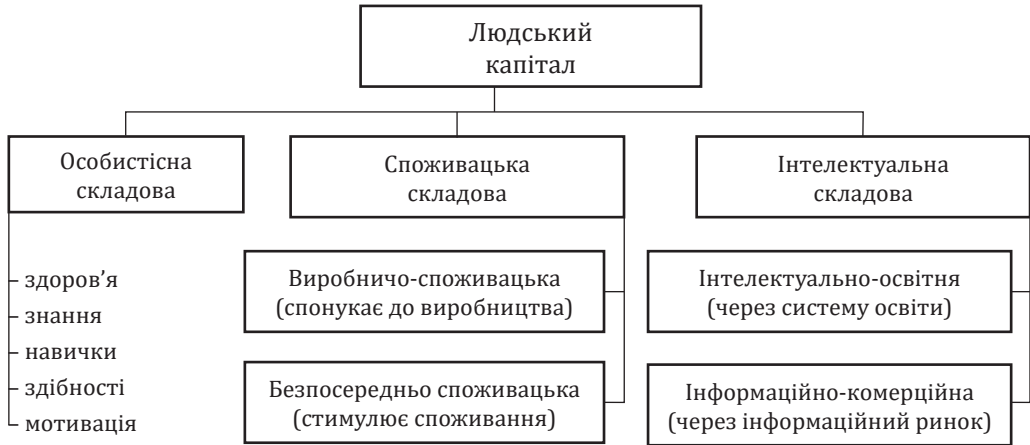 Людський
капітал
Особистісна
складова
Споживацька
складова
Інтелектуальна
складова
– здоров’я
– знання
– навички
– здібності
– мотивація
Виробничо-споживацька
(спонукає до виробництва)
Безпосередньо споживацька
(стимулює споживання)
Інтелектуально-освітня
(через систему освіти)
Інформаційно-комерційна
(через інформаційний ринок)